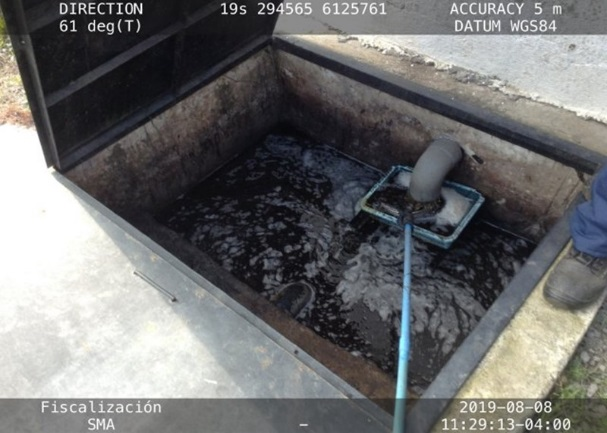 DIRECTION 19s 294565 6125761 ACCURACY 5 m
61 deg(T) DATUM WGS84
Fiscalización 2019-08-08
SMA - 11:29:13-04:00